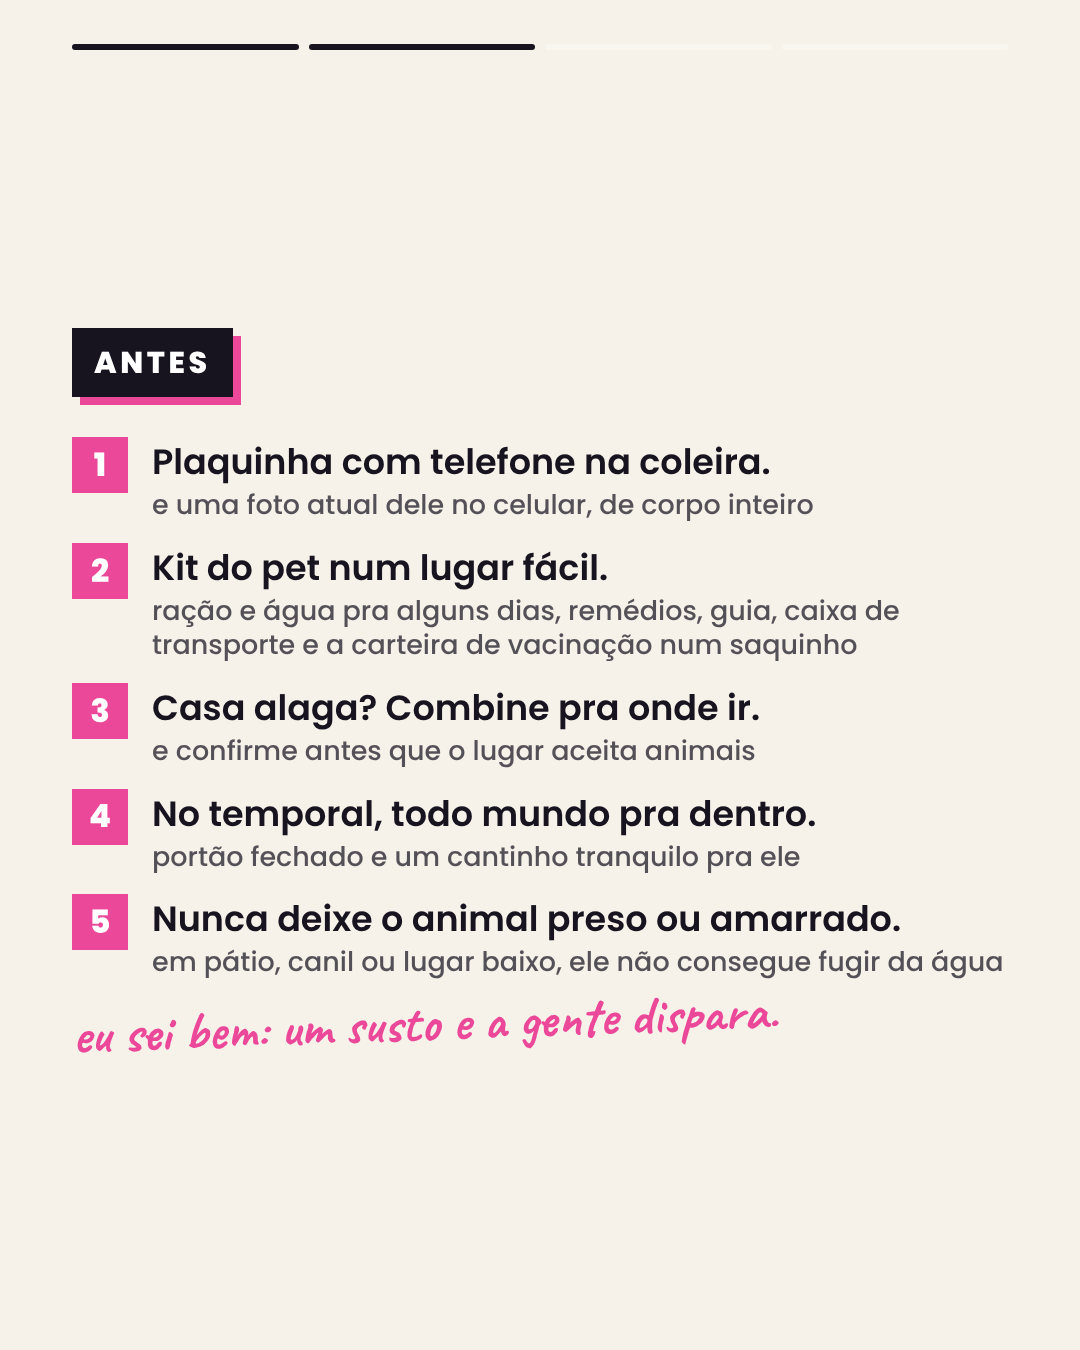 ANTES
1 Plaquinha com telefone na coleira.
e uma foto atual dele no celular, de corpo inteiro
2 Kit do pet num lugar fácil.
ração e água pra alguns dias, remédios, guia, caixa de
transporte e a carteira de vacinação num saquinho
3 Casa alaga? Combine pra onde ir.
e confirme antes que o lugar aceita animais
4 No temporal, todo mundo pra dentro.
portão fechado e um cantinho tranquilo pra ele
5 Nunca deixe o animal preso ou amarrado.
em pátio, canil ou lugar baixo, ele não consegue fugir da água
eu sei bem: um susto e a gente dispara.